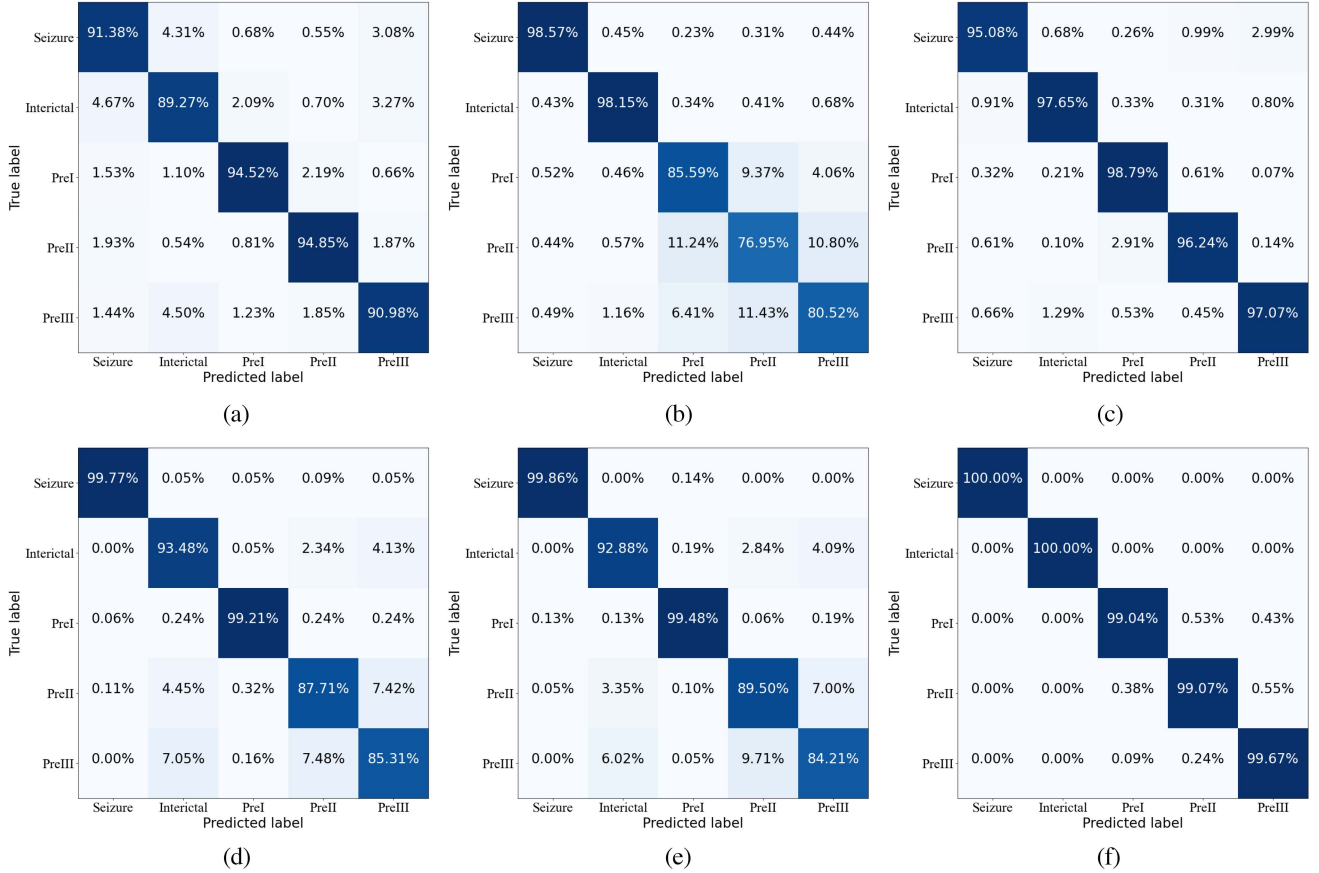 Seizure 91.38% 4.31% 0.68% 0.55% 3.08%
Interictal 4.67% 89.27% 2.09% 0.70% 3.27%
PreI 1.53% 1.10% 94.52% 2.19% 0.66%
PreII 1.93% 0.54% 0.81% 94.85% 1.87%
PreIII 1.44% 4.50% 1.23% 1.85% 90.98%
Seizure Interictal PreI PreII PreIII
True label
Predicted label
(a)
98.57% 0.45% 0.23% 0.31% 0.44%
Interictal 0.43% 98.15% 0.34% 0.41% 0.68%
PreI 0.52% 0.46% 85.59% 9.37% 4.06%
PreII 0.44% 0.57% 11.24% 76.95% 10.80%
PreIII 0.49% 1.16% 6.41% 11.43% 80.52%
Seizure Interictal PreI PreII PreIII
True label
Predicted label
(b)
Seizure 95.08% 0.68% 0.26% 0.99% 2.99%
Interictal 0.91% 97.65% 0.33% 0.31% 0.80%
PreI 0.32% 0.21% 98.79% 0.61% 0.07%
PreII 0.61% 0.10% 2.91% 96.24% 0.14%
PreIII 0.66% 1.29% 0.53% 0.45% 97.07%
Seizure Interictal PreI PreII PreIII
True label
Predicted label
(c)
Seizure 99.77% 0.05% 0.05% 0.09% 0.05%
Interictal 0.00% 93.48% 0.05% 2.34% 4.13%
PreI 0.06% 0.24% 99.21% 0.24% 0.24%
PreII 0.11% 4.45% 0.32% 87.71% 7.42%
PreIII 0.00% 7.05% 0.16% 7.48% 85.31%
Seizure Interictal PreI PreII PreIII
True label
Predicted label
(d)
Seizure 99.86% 0.00% 0.14% 0.00% 0.00%
Interictal 0.00% 92.88% 0.19% 2.84% 4.09%
PreI 0.13% 0.13% 99.48% 0.06% 0.19%
PreII 0.05% 3.35% 0.10% 89.50% 7.00%
PreIII 0.00% 6.02% 0.05% 9.71% 84.21%
Seizure Interictal PreI PreII PreIII
True label
Predicted label
(e)
Seizure 100.00% 0.00% 0.00% 0.00% 0.00%
Interictal 0.00% 100.00% 0.00% 0.00% 0.00%
PreI 0.00% 0.00% 99.04% 0.53% 0.43%
PreII 0.00% 0.00% 0.38% 99.07% 0.55%
PreIII 0.00% 0.00% 0.09% 0.24% 99.67%
Seizure Interictal PreI PreII PreIII
True label
Predicted label
(f)